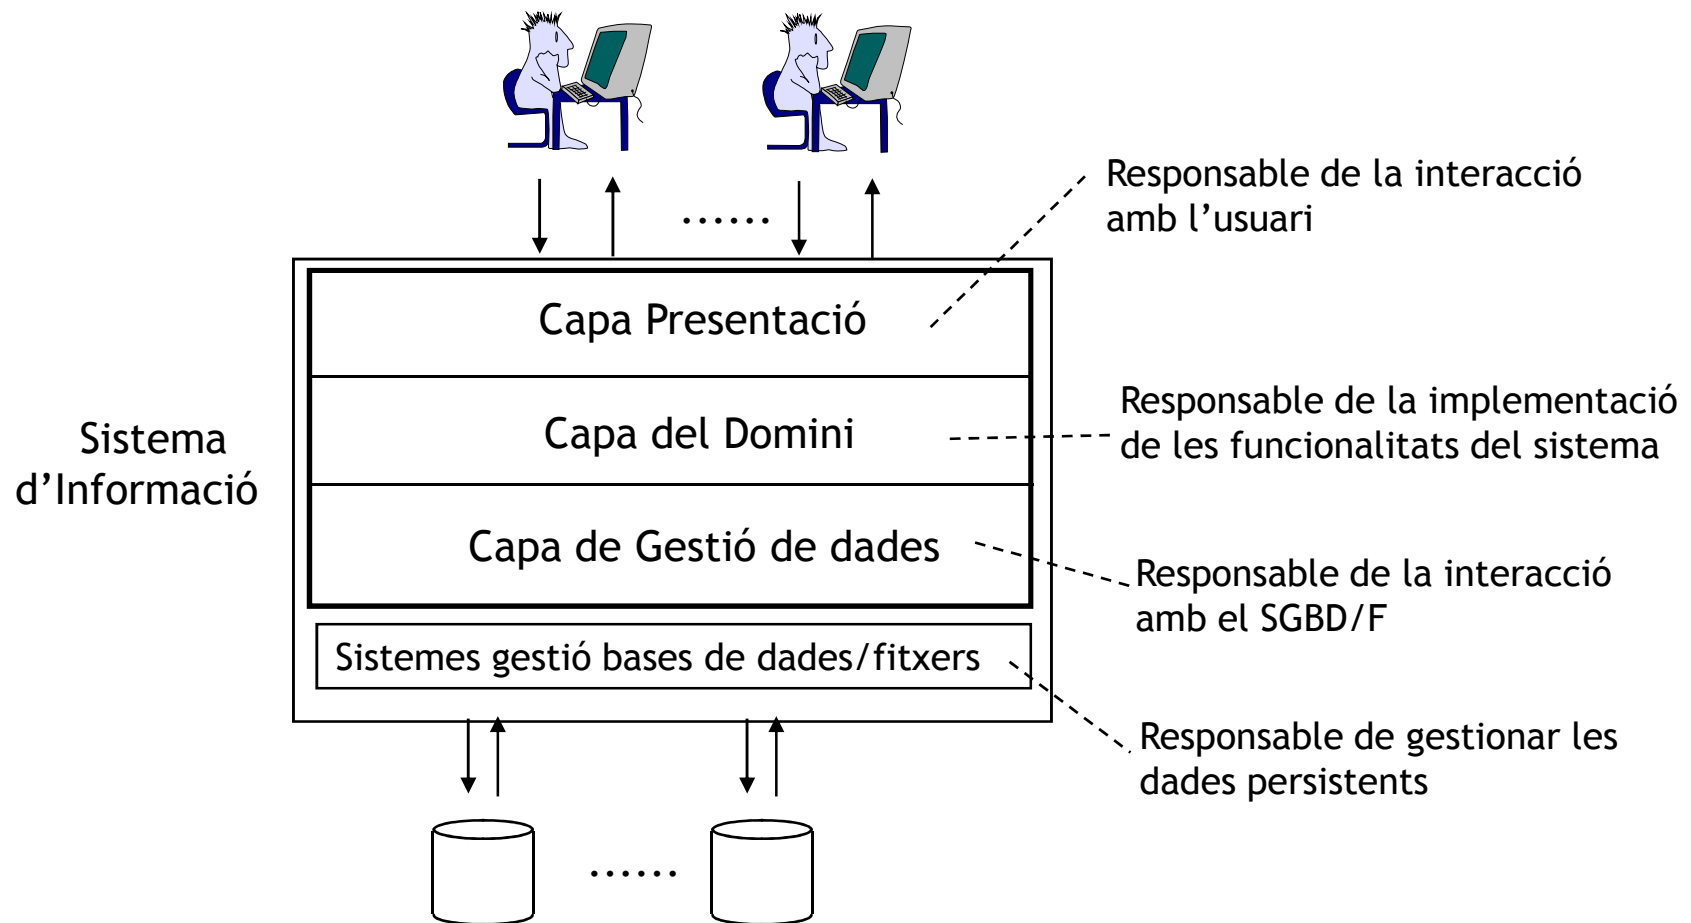 Responsable de la interacció
amb l’usuari
......
Capa Presentació
Responsable de la implementació
de les funcionalitats del sistema
Capa del Domini
Sistema
d’Informació
Capa de Gestió de dades
Responsable de la interacció
amb el SGBD/F
Sistemes gestió bases de dades/fitxers
Responsable de gestionar les
dades persistents
......